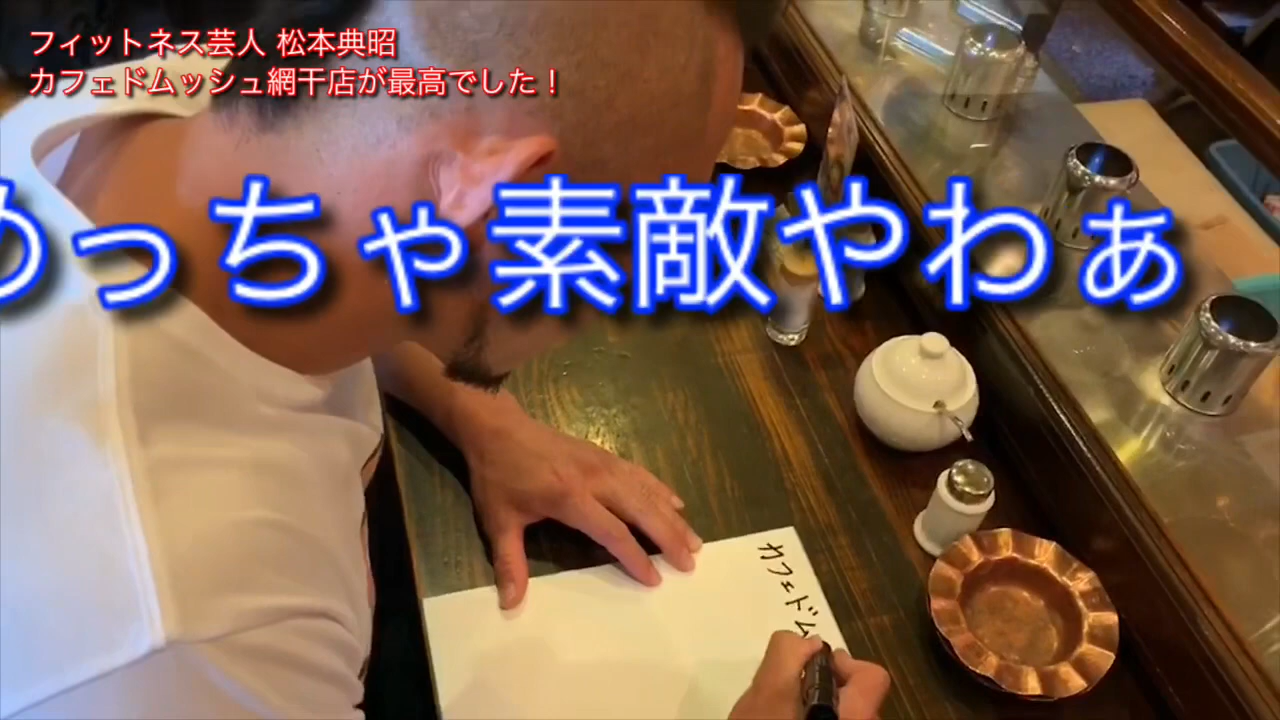 フィットネス芸人 松本典昭
カフェドムッシュ網干店が最高でした！
めっちゃ素敵やわぁ
カフェドム